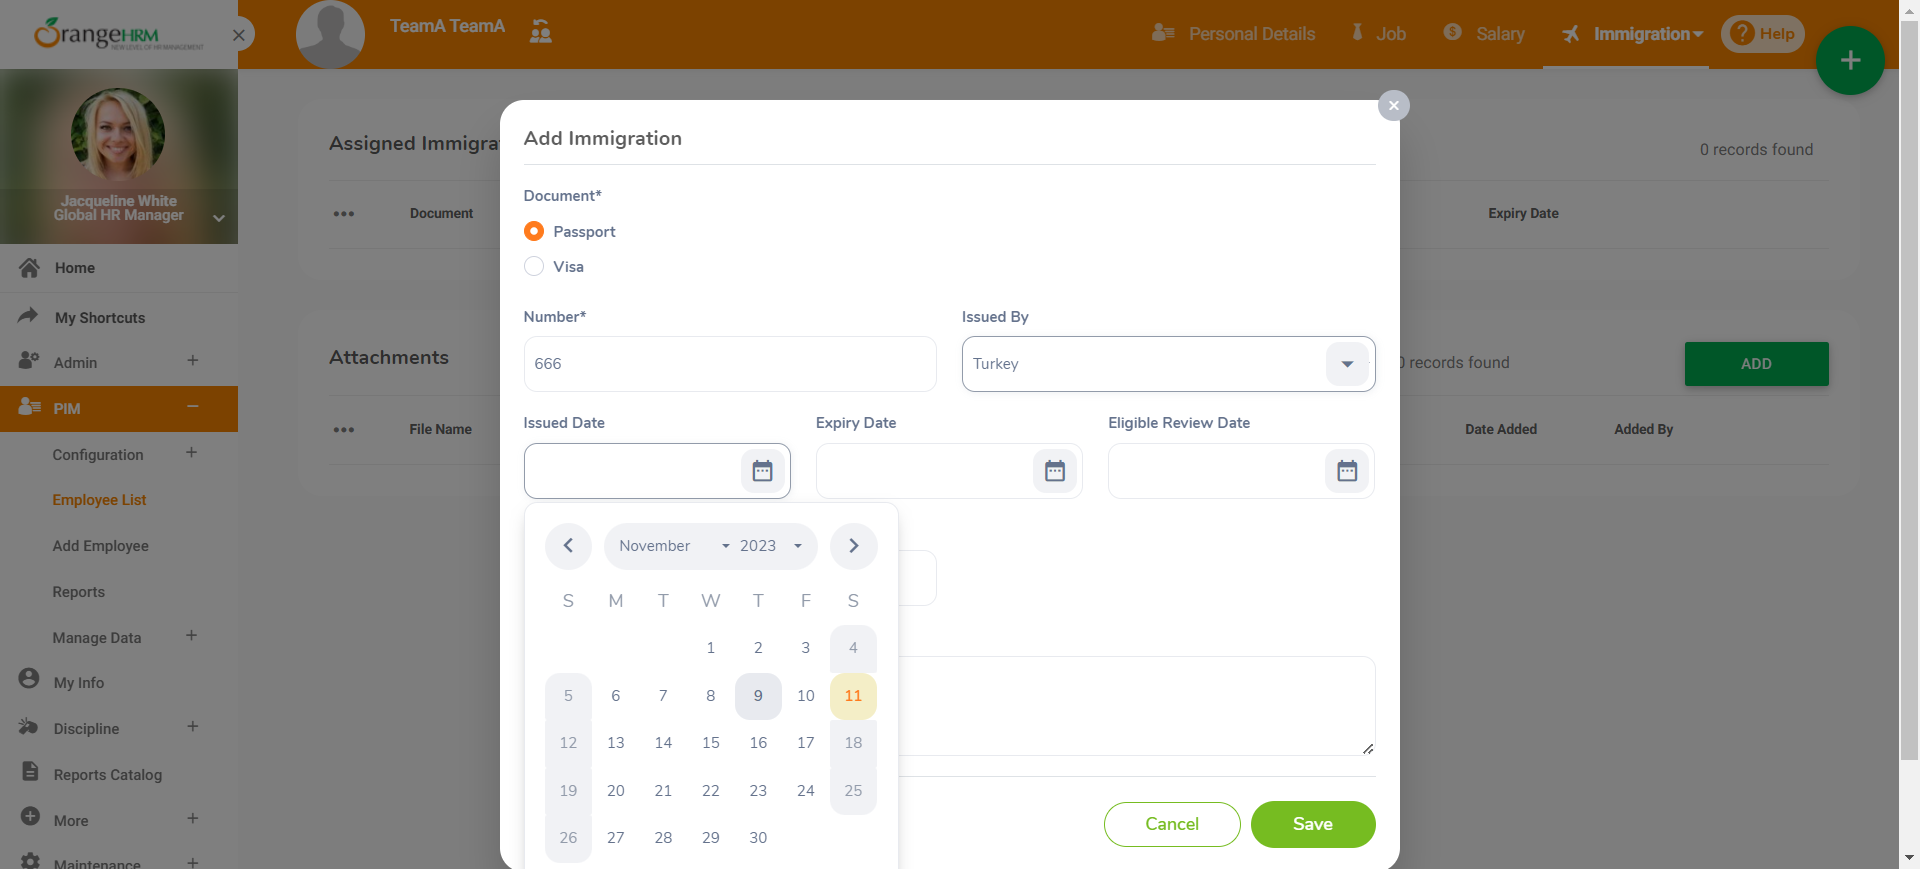 OrangeHRM
NEW LEVEL OF HR MANAGEMENT
TeamA TeamA
Personal Details
Job
Salary
Immigration
Help
Jacqueline White
Global HR Manager
Home
My Shortcuts
Admin
PIM
Configuration
Employee List
Add Employee
Reports
Manage Data
My Info
Discipline
Reports Catalog
More
Maintenance
Assigned Immigra
0 records found
Document
Expiry Date
Attachments
0 records found
ADD
File Name
Date Added
Added By
Add Immigration
Document*
Passport
Visa
Number*
Issued By
666
Turkey
Issued Date
Expiry Date
Eligible Review Date
November 2023
S M T W T F S
1 2 3 4
5 6 7 8 9 10 11
12 13 14 15 16 17 18
19 20 21 22 23 24 25
26 27 28 29 30
Cancel
Save